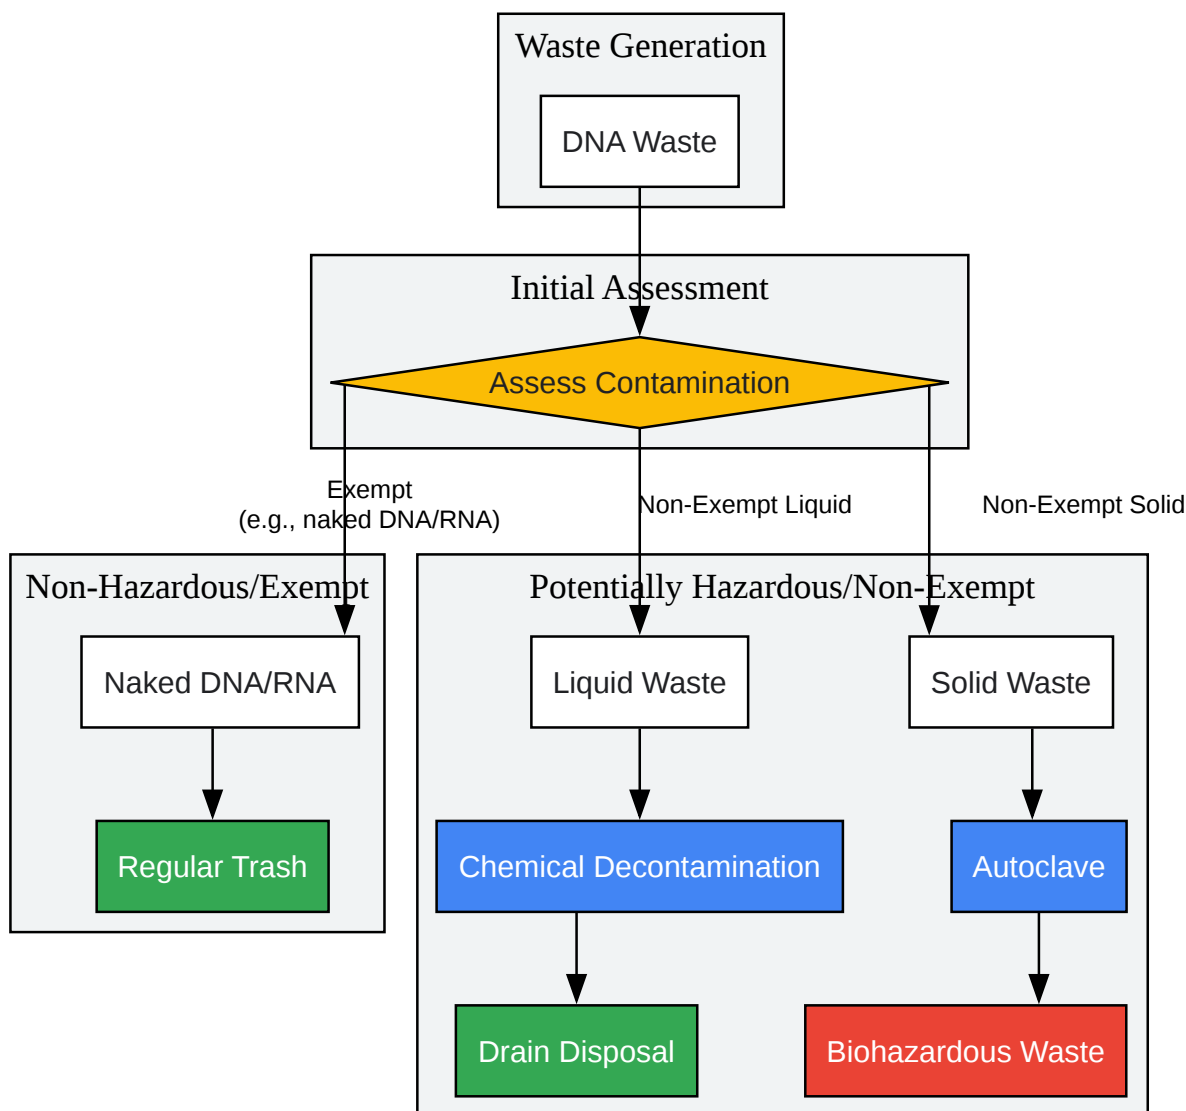 Waste Generation
DNA Waste
Initial Assessment
Assess Contamination
Exempt
(e.g., naked DNA/RNA)
Non-Exempt Liquid
Non-Exempt Solid
Non-Hazardous/Exempt
Potentially Hazardous/Non-Exempt
Naked DNA/RNA
Liquid Waste
Solid Waste
Regular Trash
Chemical Decontamination
Autoclave
Drain Disposal
Biohazardous Waste